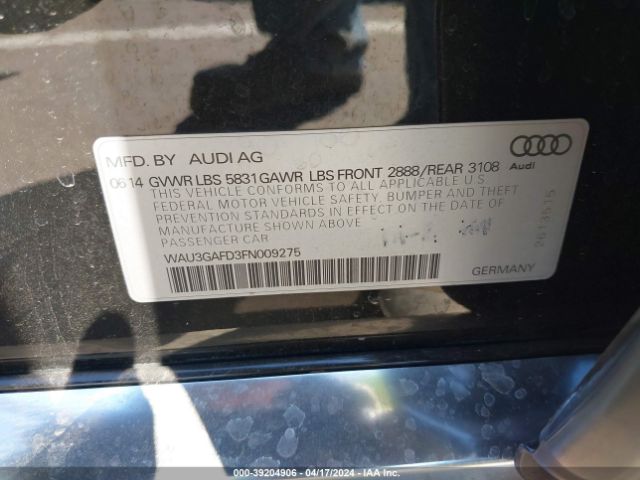 MFD. BY AUDI AG
06 14 GVWR LBS 5831 GAWR LBS FRONT 2888/REAR 3108
Audi
THIS VEHICLE CONFORMS TO ALL APPLICABLE U.S.
FEDERAL MOTOR VEHICLE SAFETY, BUMPER AND THEFT
PREVENTION STANDARDS IN EFFECT ON THE DATE OF
MANUFACTURE SHOWN ABOVE
PASSENGER CAR
WAU3GAFD3FN009275
GERMANY
000-39204906 - 04/17/2024 - IAA Inc.